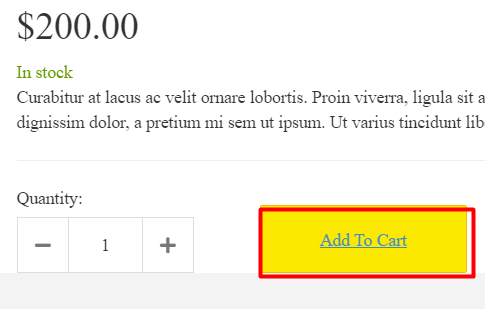 $200.00
In stock
Curabitur at lacus ac velit ornare lobortis. Proin viverra, ligula sit a
dignissim dolor, a pretium mi sem ut ipsum. Ut varius tincidunt lib
Quantity:
− 1 +
Add To Cart